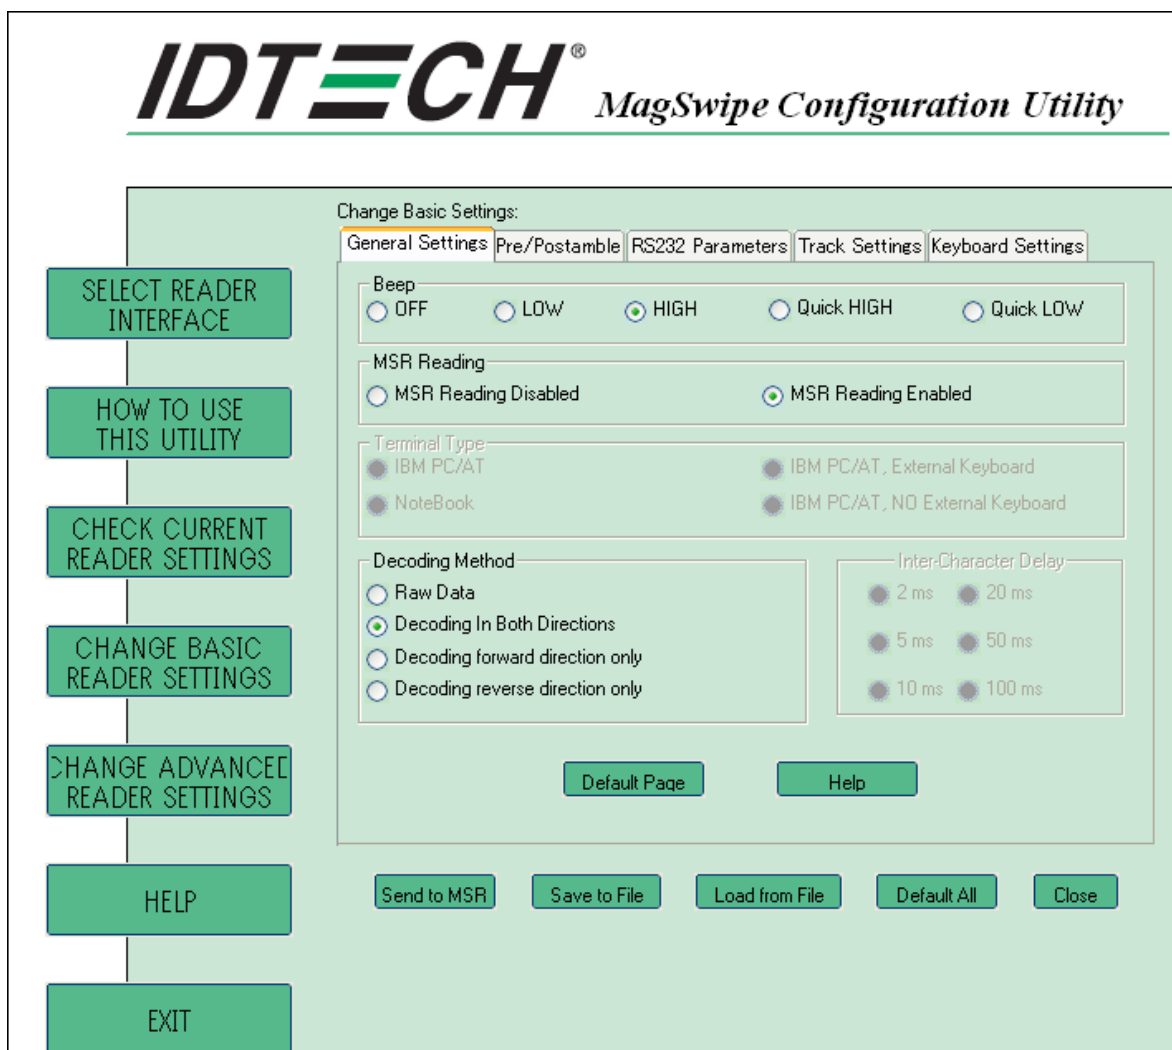 IDTECH®
MagSwipe Configuration Utility
Change Basic Settings:
General Settings Pre/Postamble RS232 Parameters Track Settings Keyboard Settings
SELECT READER
INTERFACE
HOW TO USE
THIS UTILITY
CHECK CURRENT
READER SETTINGS
CHANGE BASIC
READER SETTINGS
CHANGE ADVANCED
READER SETTINGS
HELP
EXIT
Beep
OFF LOW HIGH Quick HIGH Quick LOW
MSR Reading
MSR Reading Disabled MSR Reading Enabled
Terminal Type
IBM PC/AT IBM PC/AT, External Keyboard
NoteBook IBM PC/AT, NO External Keyboard
Decoding Method
Raw Data
Decoding In Both Directions
Decoding forward direction only
Decoding reverse direction only
Inter-Character Delay
2 ms 20 ms
5 ms 50 ms
10 ms 100 ms
Default Page Help
Send to MSR Save to File Load from File Default All Close